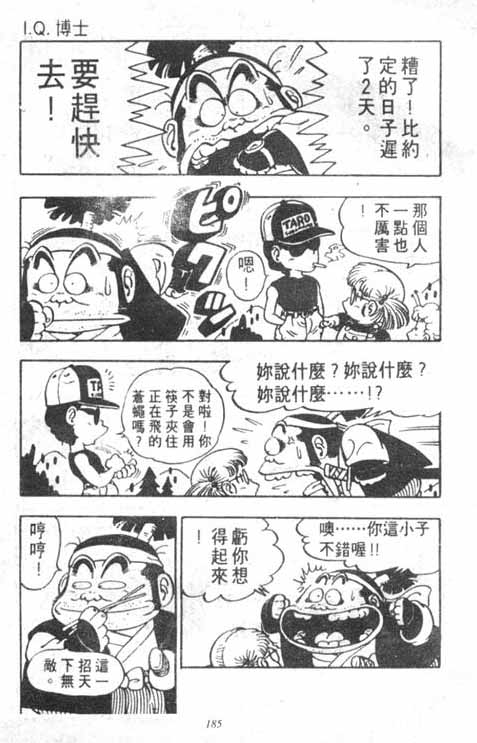 I.Q. 博士
糟了！比約
定的日子遲
了2天。
要趕快
去！
那個人
一點也
不厲害
！
TARO
嗯！
ピクッ
妳說什麼？妳說什麼？
妳說什麼……!?
對啦！你
不是會用
筷子夾住
正在飛的
蒼蠅嗎？
TA
噢……你這小子
不錯喔!!
虧你想
得起來
！
哼哼！
這一
招天
下無
敵。
185